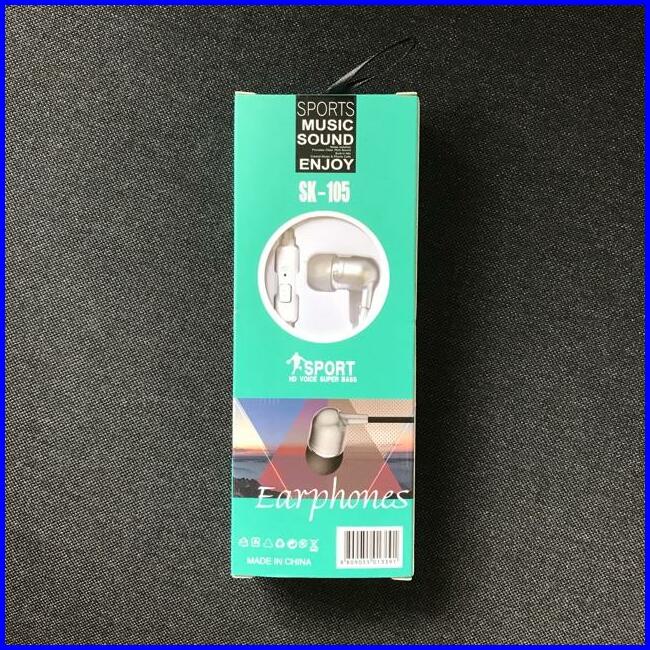 SPORTS
MUSIC
SOUND
ENJOY
SK-105
SPORT
HD VOICE SUPER BASS
Earphones
MADE IN CHINA